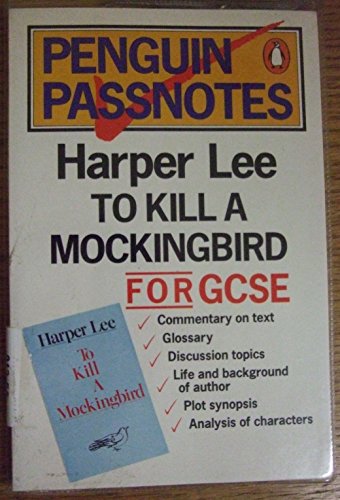 PENGUIN
PASSNOTES
Harper Lee
TO KILL A
MOCKINGBIRD
FOR GCSE
Commentary on text
Glossary
Discussion topics
Life and background
of author
Plot synopsis
Analysis of characters
Harper Lee
To
Kill
A
Mockingbird